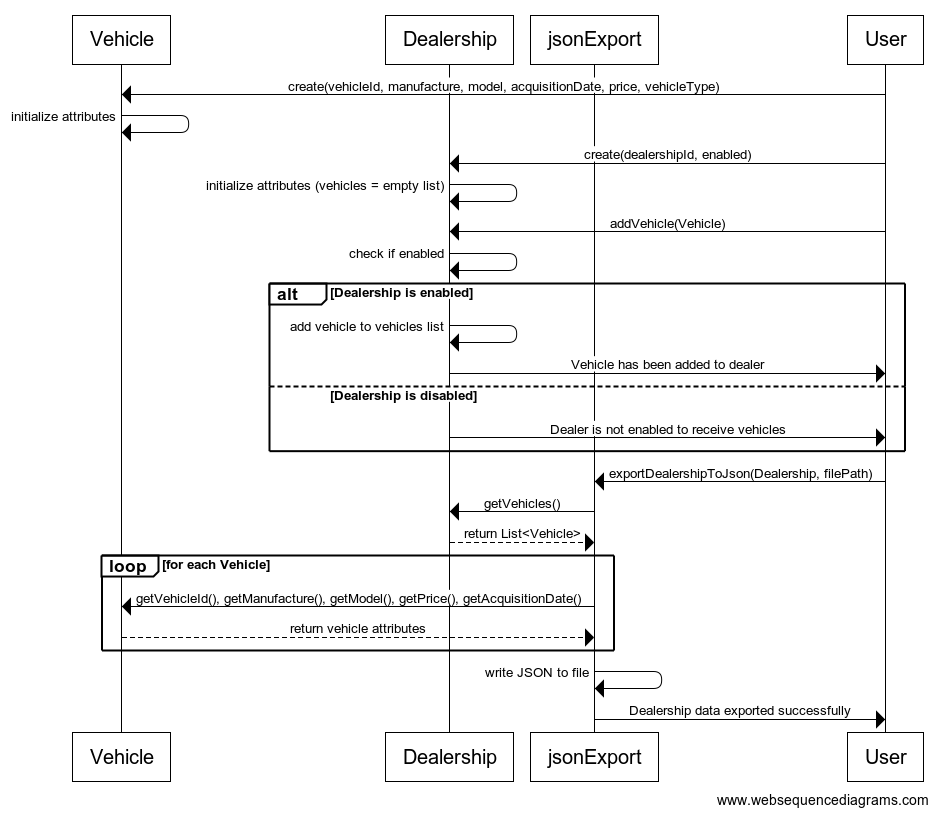 Vehicle
Dealership
jsonExport
User
create(vehicleId, manufacture, model, acquisitionDate, price, vehicleType)
initialize attributes
create(dealershipId, enabled)
initialize attributes (vehicles = empty list)
addVehicle(Vehicle)
check if enabled
alt
[Dealership is enabled]
add vehicle to vehicles list
Vehicle has been added to dealer
[Dealership is disabled]
Dealer is not enabled to receive vehicles
exportDealershipToJson(Dealership, filePath)
getVehicles()
return List<Vehicle>
loop
[for each Vehicle]
getVehicleId(), getManufacture(), getModel(), getPrice(), getAcquisitionDate()
return vehicle attributes
write JSON to file
Dealership data exported successfully
Vehicle
Dealership
jsonExport
User
www.websequencediagrams.com